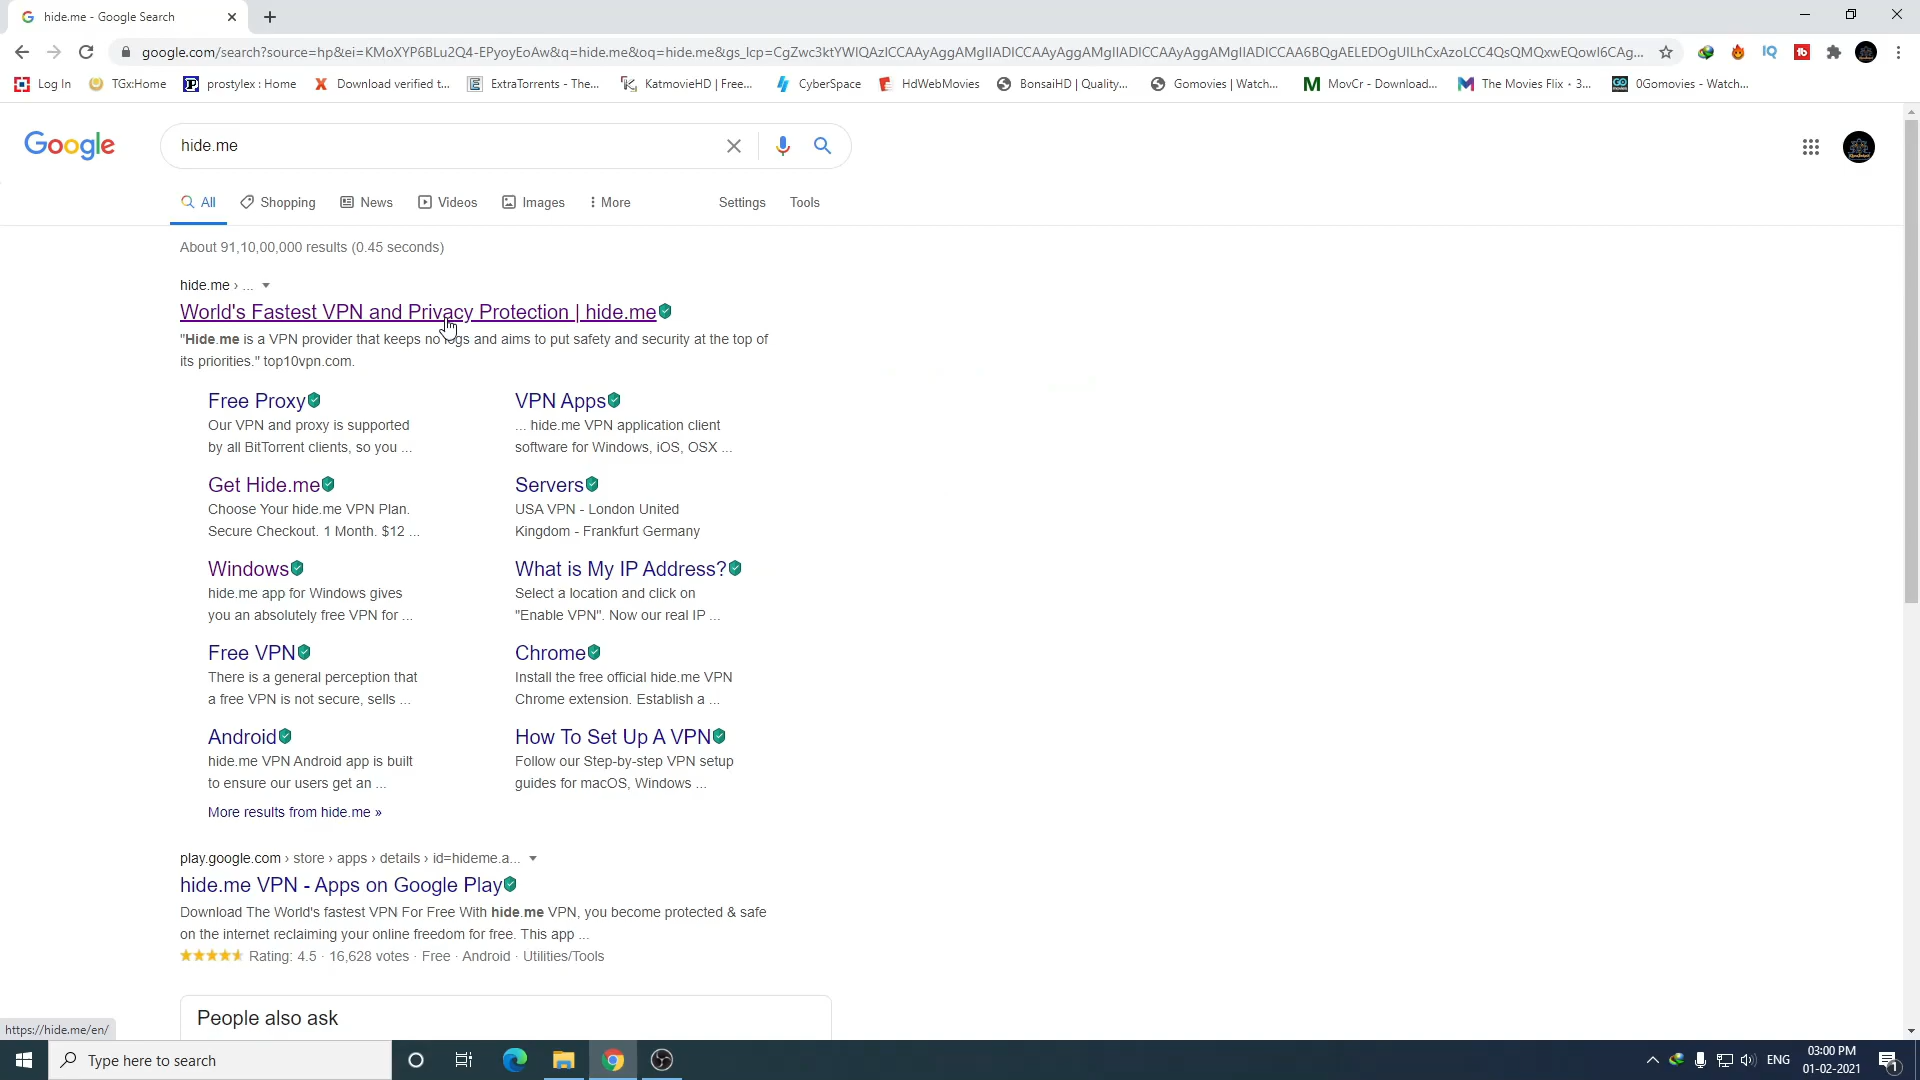 hide.me - Google Search
google.com/search?source=hp&ei=KMoXYP6BLu2Q4-EPyoyEoAw&q=hide.me&oq=hide.me&gs_lcp=CgZwc3ktYWIQAzICCAAyAggAMgIIADICCAAyAggAMgIIADICCAAyAggAMgIIADICCAA6BQgAELEDOgUILhCxAzoLCC4QsQMQxwEQowI6CAg...
Log In TGx:Home prostylex : Home Download verified t... ExtraTorrents - The... KatmovieHD | Free... CyberSpace HdWebMovies BonsaiHD | Quality... Gomovies | Watch... MovCr - Download... The Movies Flix • 3... 0Gomovies - Watch...
Google hide.me
All Shopping News Videos Images More Settings Tools
About 91,10,00,000 results (0.45 seconds)
hide.me › ...
World's Fastest VPN and Privacy Protection | hide.me
"Hide.me is a VPN provider that keeps no logs and aims to put safety and security at the top of
its priorities." top10vpn.com.
Free Proxy
Our VPN and proxy is supported
by all BitTorrent clients, so you ...
VPN Apps
... hide.me VPN application client
software for Windows, iOS, OSX ...
Get Hide.me
Choose Your hide.me VPN Plan.
Secure Checkout. 1 Month. $12 ...
Servers
USA VPN - London United
Kingdom - Frankfurt Germany
Windows
hide.me app for Windows gives
you an absolutely free VPN for ...
What is My IP Address?
Select a location and click on
"Enable VPN". Now our real IP ...
Free VPN
There is a general perception that
a free VPN is not secure, sells ...
Chrome
Install the free official hide.me VPN
Chrome extension. Establish a ...
Android
hide.me VPN Android app is built
to ensure our users get an ...
How To Set Up A VPN
Follow our Step-by-step VPN setup
guides for macOS, Windows ...
More results from hide.me »
play.google.com › store › apps › details › id=hideme.a...
hide.me VPN - Apps on Google Play
Download The World's fastest VPN For Free With hide.me VPN, you become protected & safe
on the internet reclaiming your online freedom for free. This app ...
Rating: 4.5 · 16,628 votes · Free · Android · Utilities/Tools
People also ask
https://hide.me/en/
Type here to search
ENG
03:00 PM
01-02-2021